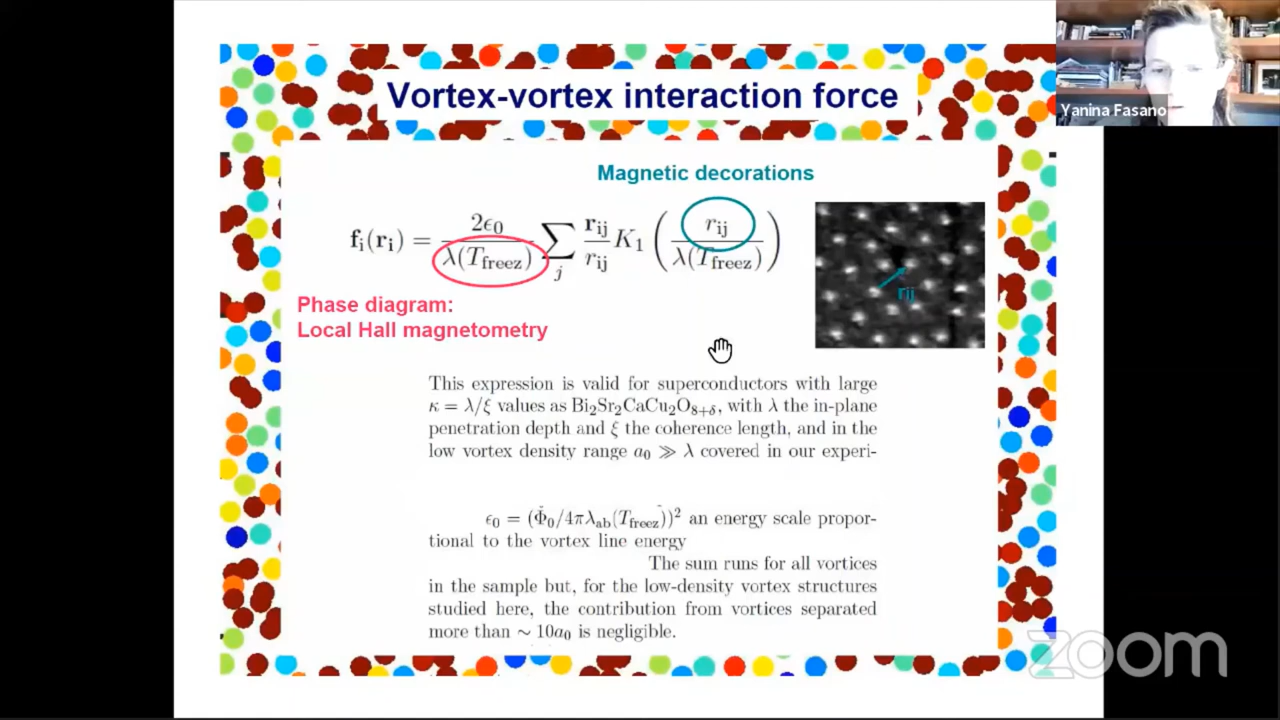 Vortex-vortex interaction force
Yanina Fasano
Magnetic decorations
f_i(r_i) = 2ϵ_0 / λ(T_freez) ∑_j r_ij / r_ij K_1 ( r_ij / λ(T_freez) )
r_ij
Phase diagram:
Local Hall magnetometry
This expression is valid for superconductors with large
κ = λ/ξ values as Bi₂Sr₂CaCu₂O₈₊δ, with λ the in-plane
penetration depth and ξ the coherence length, and in the
low vortex density range a₀ ≫ λ covered in our experi-
ϵ₀ = (Φ₀/4πλ_ab(T_freez))² an energy scale propor-
tional to the vortex line energy
The sum runs for all vortices
in the sample but, for the low-density vortex structures
studied here, the contribution from vortices separated
more than ∼ 10a₀ is negligible.
zoom